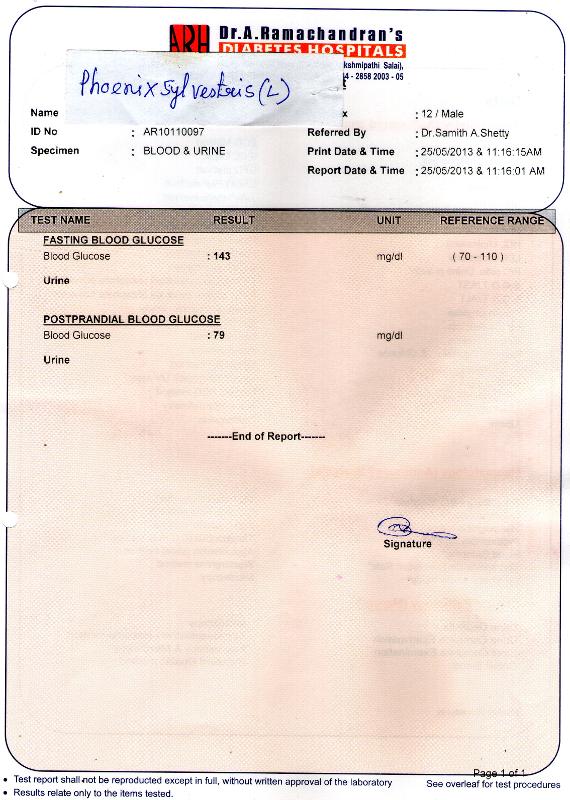 ARH Dr.A.Ramachandran's
DIABETES HOSPITALS
kshmipathi Salai),
4 - 2858 2003 - 05
Phoenix sylvestris (L)
Name x : 12 / Male
ID No : AR10110097 Referred By : Dr.Samith A.Shetty
Specimen : BLOOD & URINE Print Date & Time : 25/05/2013 & 11:16:15AM
Report Date & Time : 25/05/2013 & 11:16:01 AM
TEST NAME RESULT UNIT REFERENCE RANGE
FASTING BLOOD GLUCOSE
Blood Glucose : 143 mg/dl ( 70 - 110 )
Urine
POSTPRANDIAL BLOOD GLUCOSE
Blood Glucose : 79 mg/dl
Urine
-------End of Report-------
Signature
Page 1 of 1
• Test report shall not be reproduced except in full, without written approval of the laboratory See overleaf for test procedures
• Results relate only to the items tested.